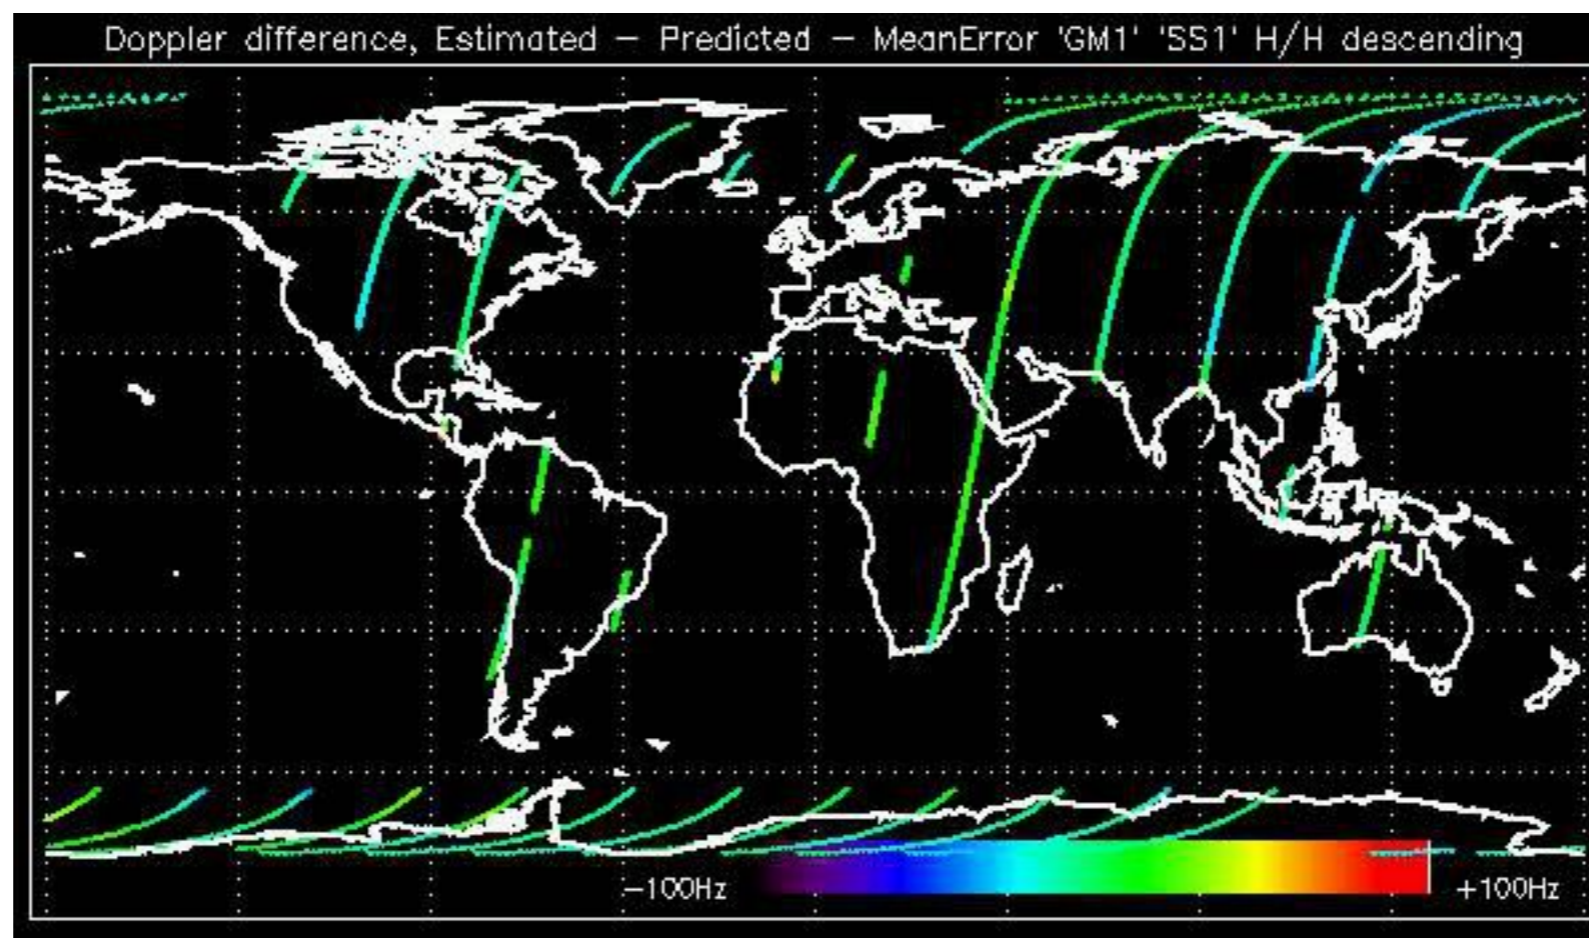 Doppler difference, Estimated – Predicted – MeanError 'GM1' 'SS1' H/H descending
–100Hz
+100Hz